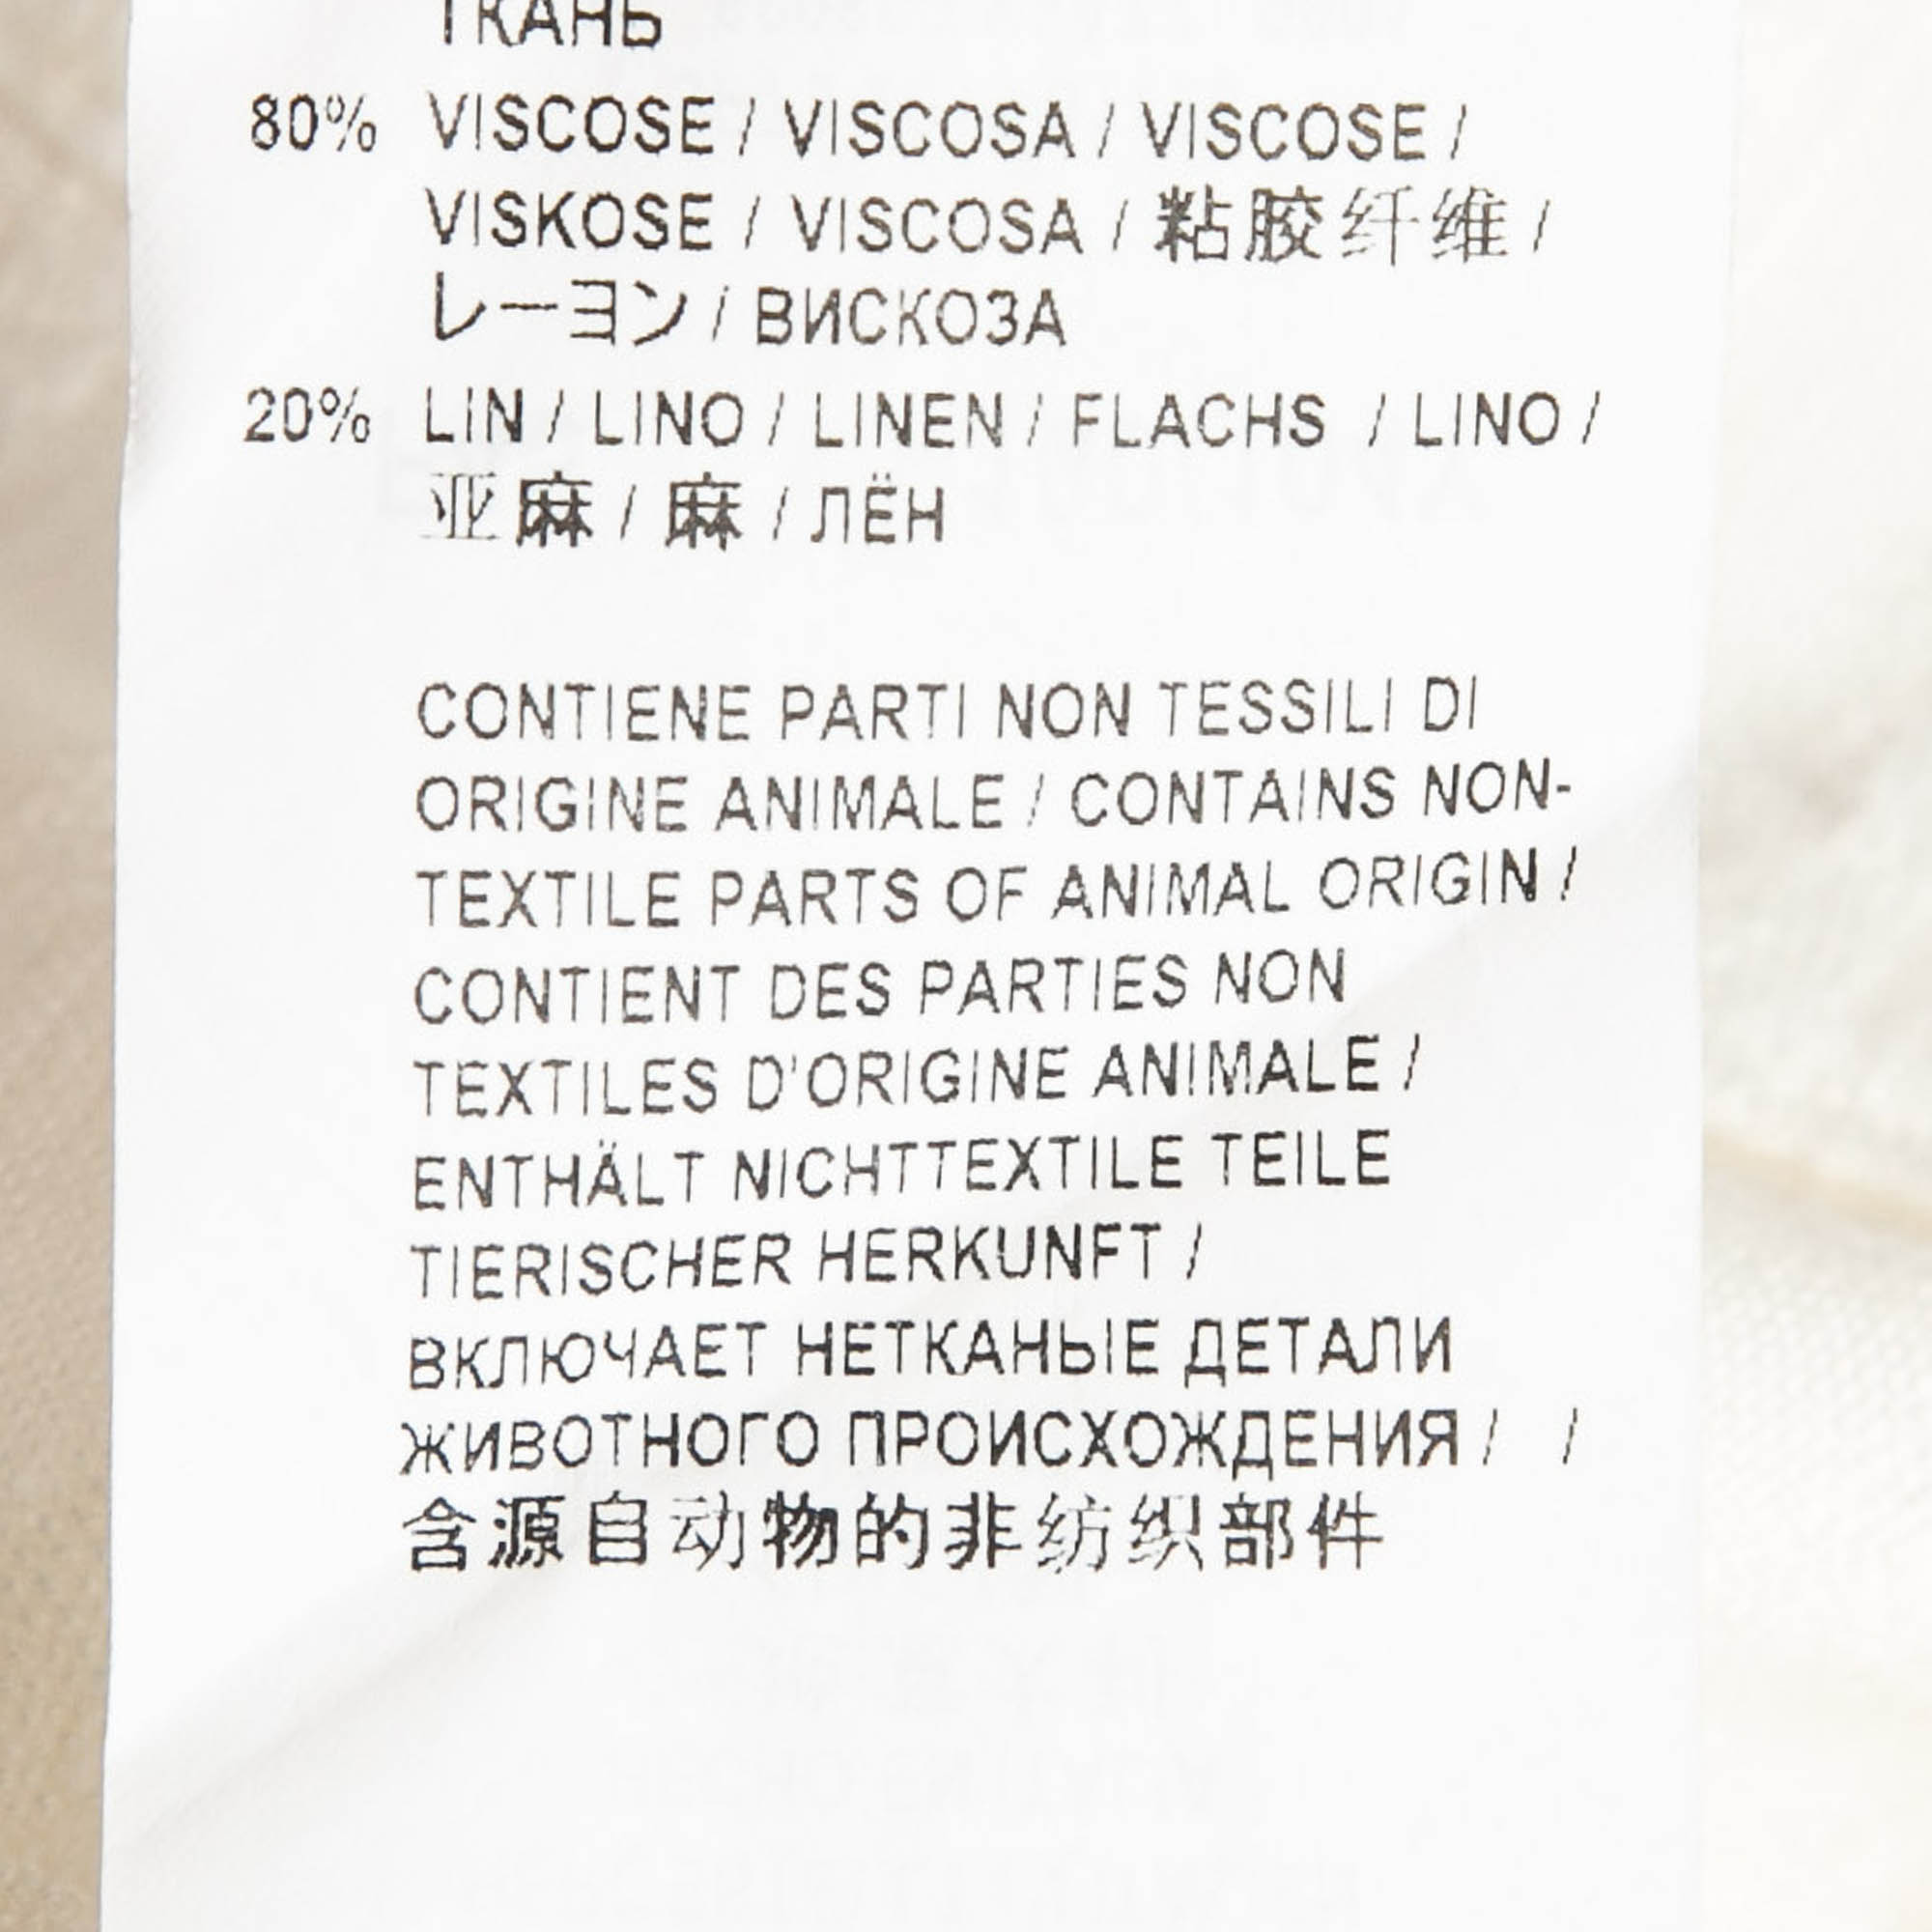 ТКАНЬ
80% VISCOSE / VISCOSA / VISCOSE /
VISKOSE / VISCOSA / 粘胶纤维 /
レーヨン / ВИСКОЗА
20% LIN / LINO / LINEN / FLACHS / LINO /
亚麻 / 麻 / ЛЁН
CONTIENE PARTI NON TESSILI DI
ORIGINE ANIMALE / CONTAINS NON-
TEXTILE PARTS OF ANIMAL ORIGIN /
CONTIENT DES PARTIES NON
TEXTILES D'ORIGINE ANIMALE /
ENTHÄLT NICHTTEXTILE TEILE
TIERISCHER HERKUNFT /
ВКЛЮЧАЕТ НЕТКАНЫЕ ДЕТАЛИ
ЖИВОТНОГО ПРОИСХОЖДЕНИЯ / /
含源自动物的非纺织部件